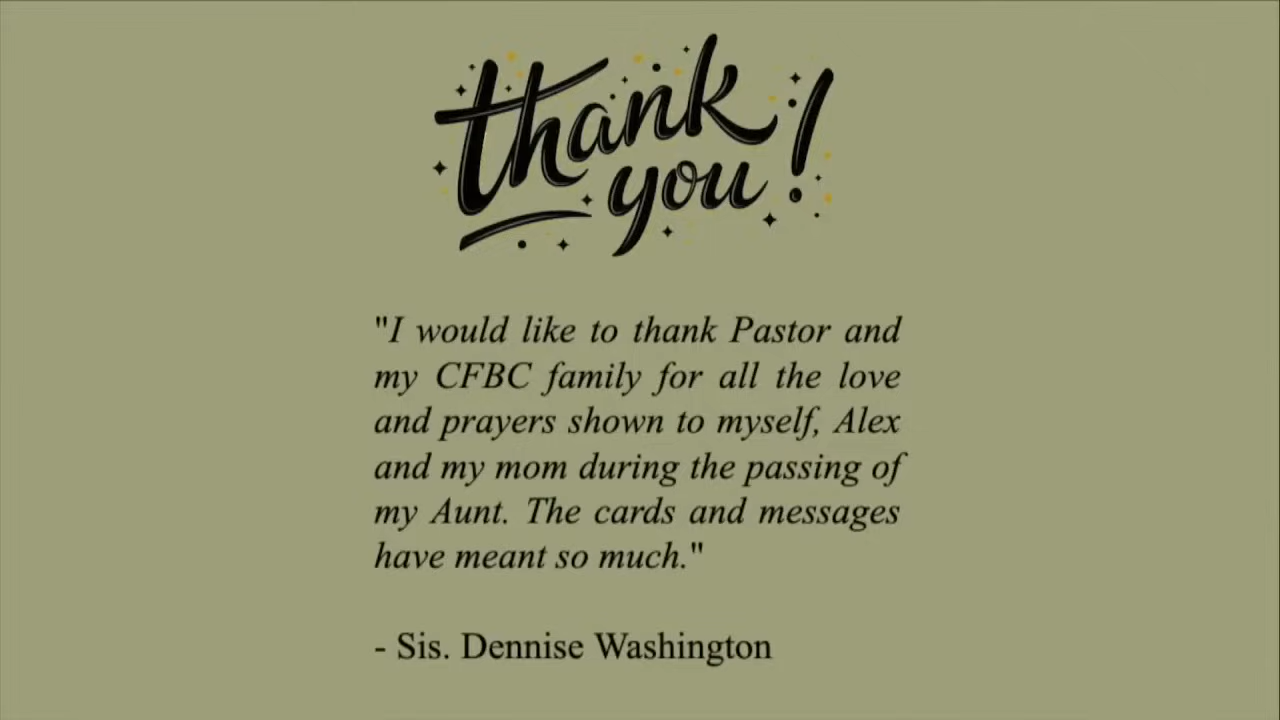 thank
you!
"I would like to thank Pastor and
my CFBC family for all the love
and prayers shown to myself, Alex
and my mom during the passing of
my Aunt. The cards and messages
have meant so much."
- Sis. Dennise Washington